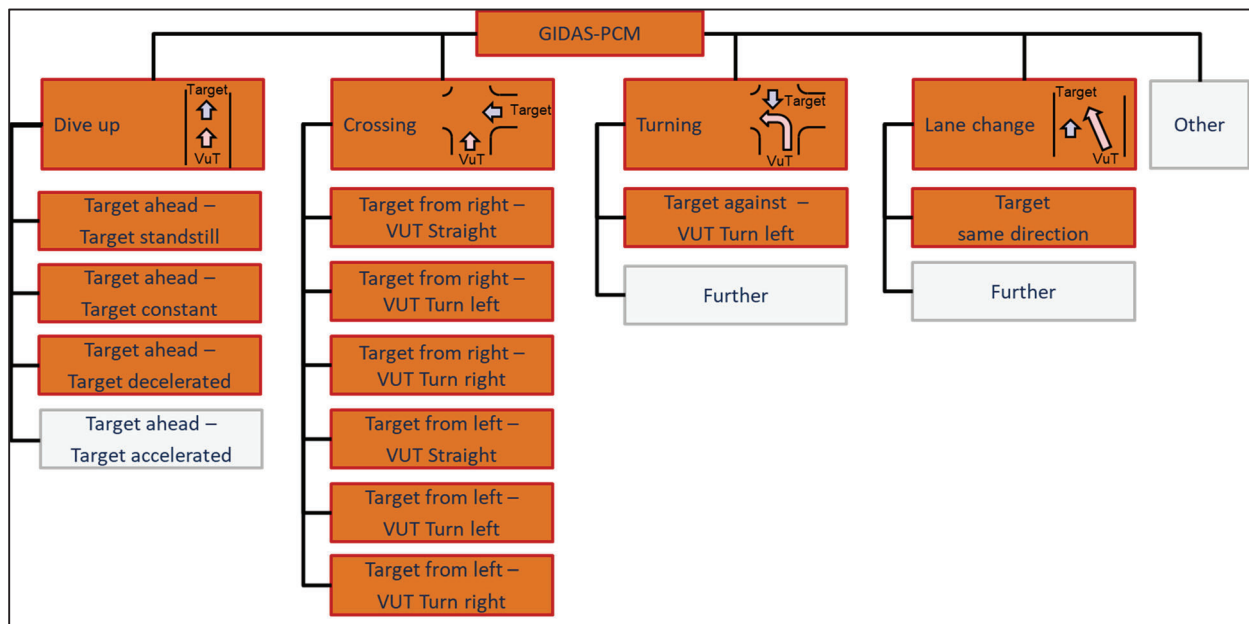 GIDAS-PCM
Dive up
Target
VuT
Target ahead –
Target standstill
Target ahead –
Target constant
Target ahead –
Target decelerated
Target ahead –
Target accelerated
Crossing
Target
VuT
Target from right –
VUT Straight
Target from right –
VUT Turn left
Target from right –
VUT Turn right
Target from left –
VUT Straight
Target from left –
VUT Turn left
Target from left –
VUT Turn right
Turning
Target
VuT
Target against –
VUT Turn left
Further
Lane change
Target
VuT
Target
same direction
Further
Other